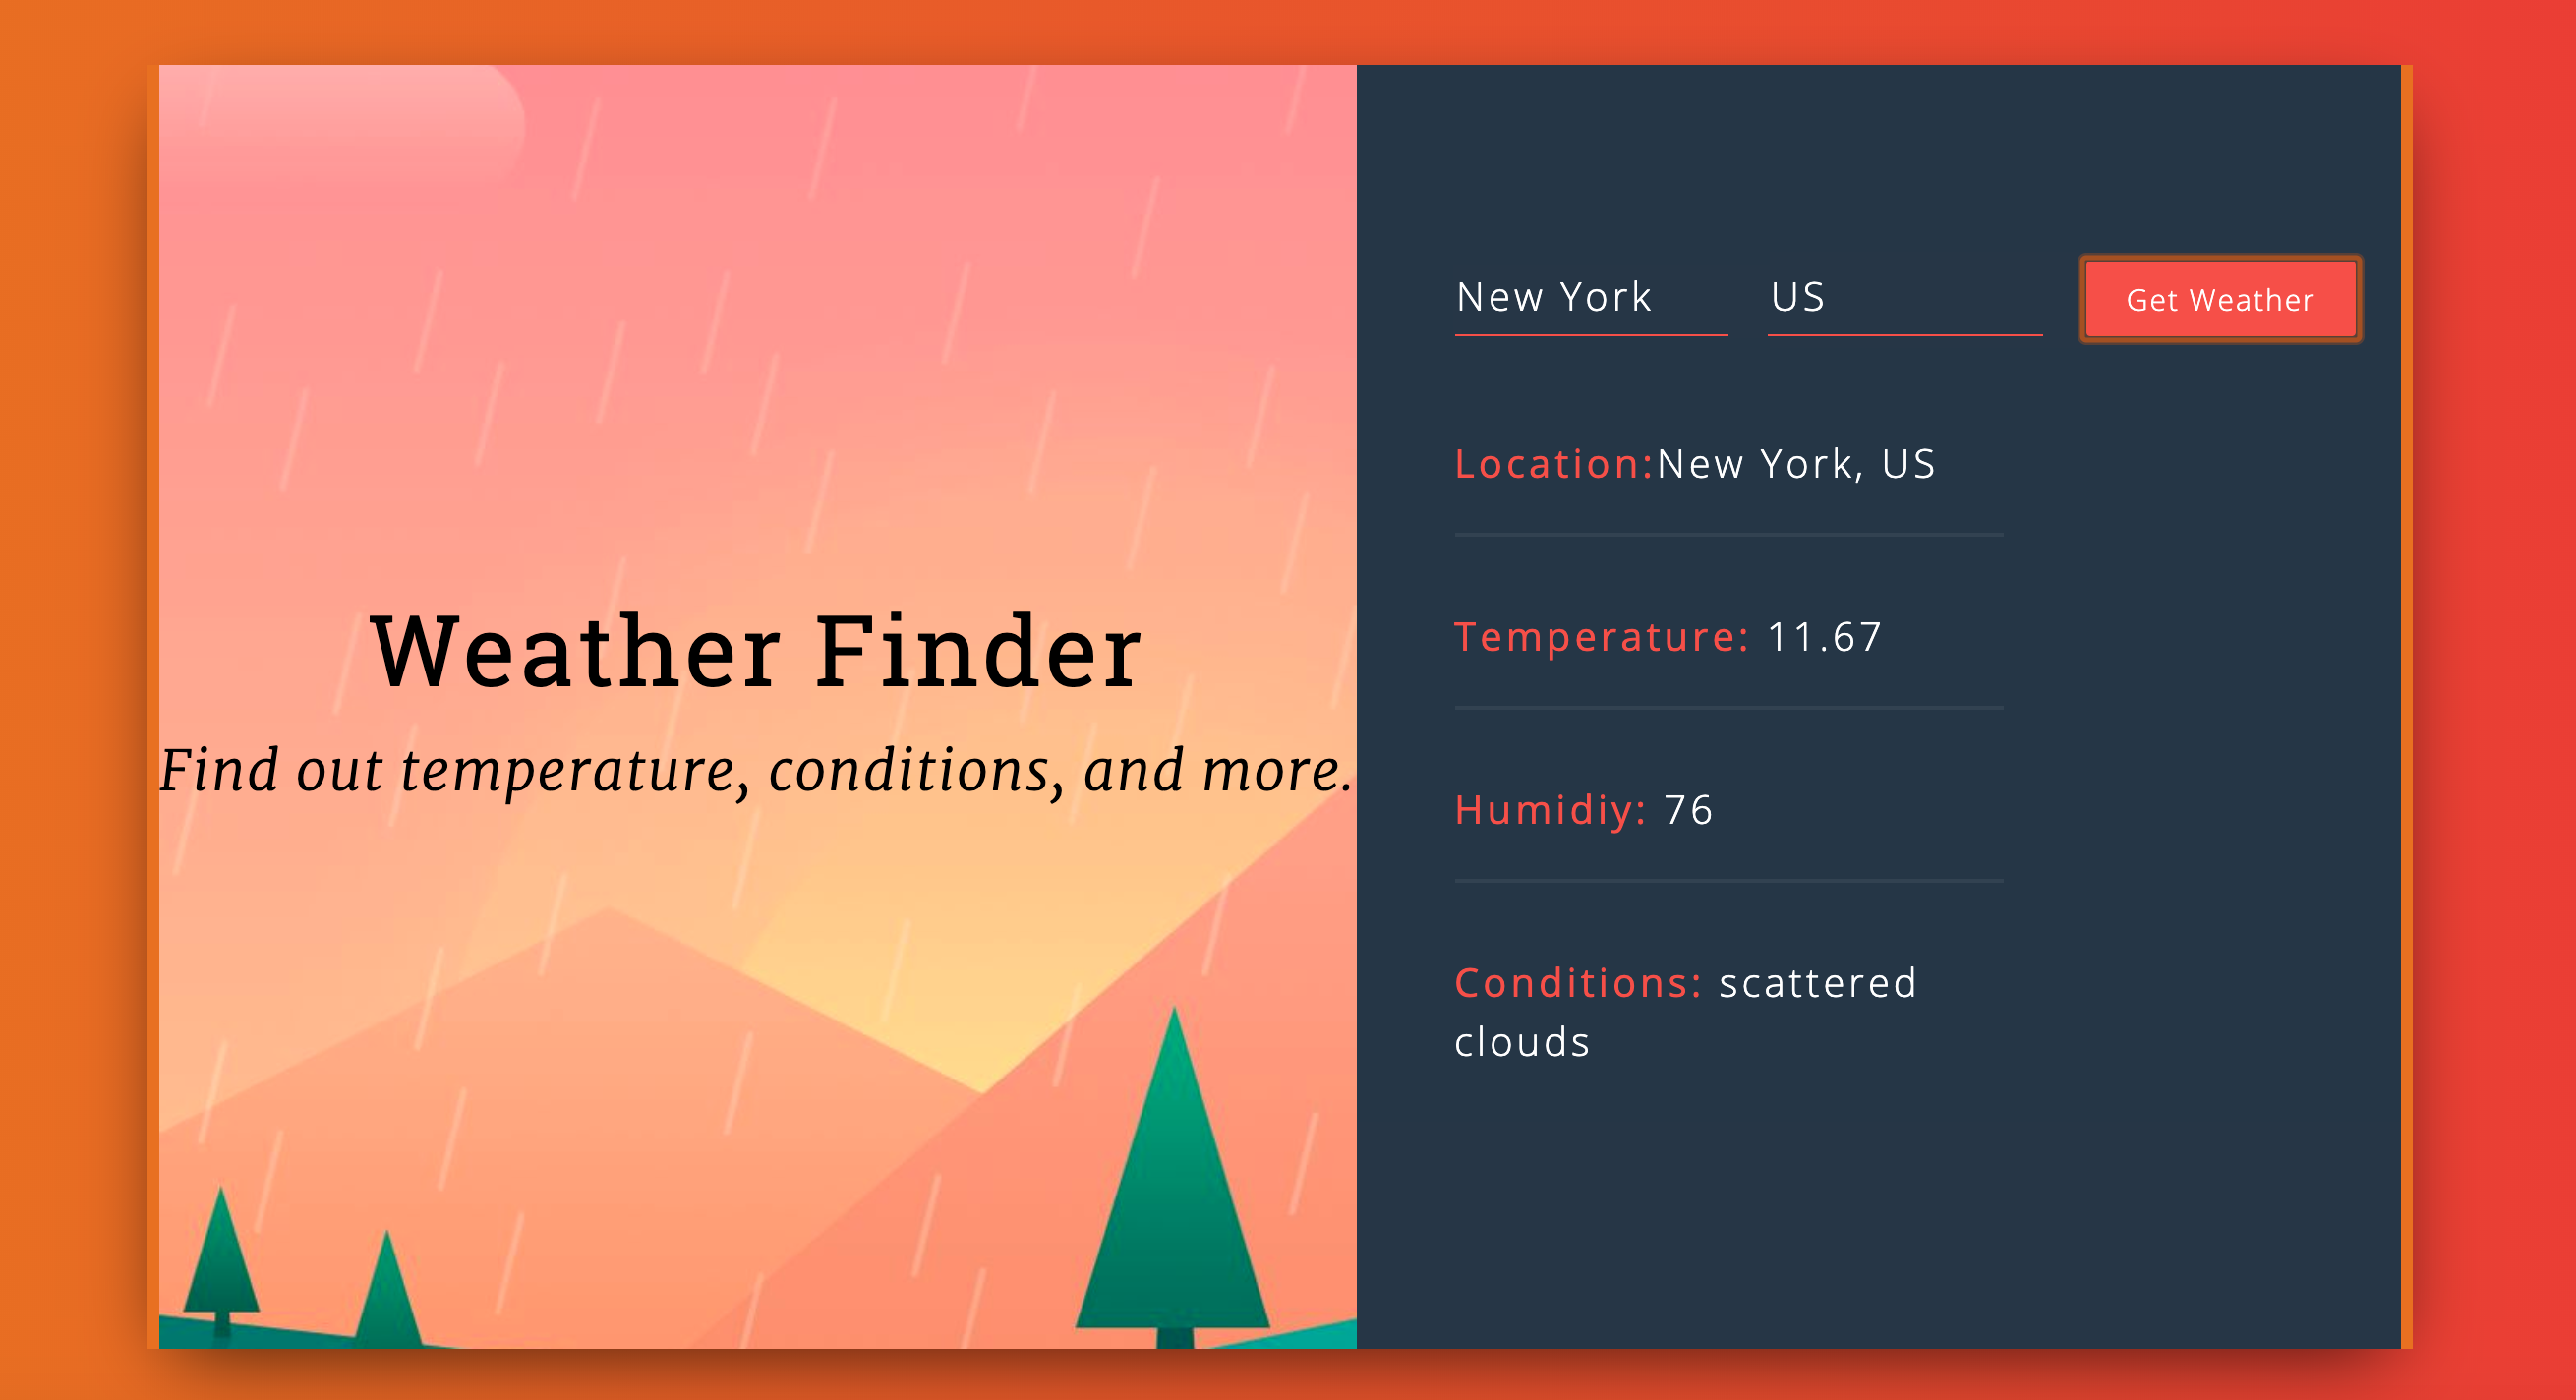 Weather Finder
Find out temperature, conditions, and more.
New York US Get Weather
Location:New York, US
Temperature: 11.67
Humidiy: 76
Conditions: scattered
clouds